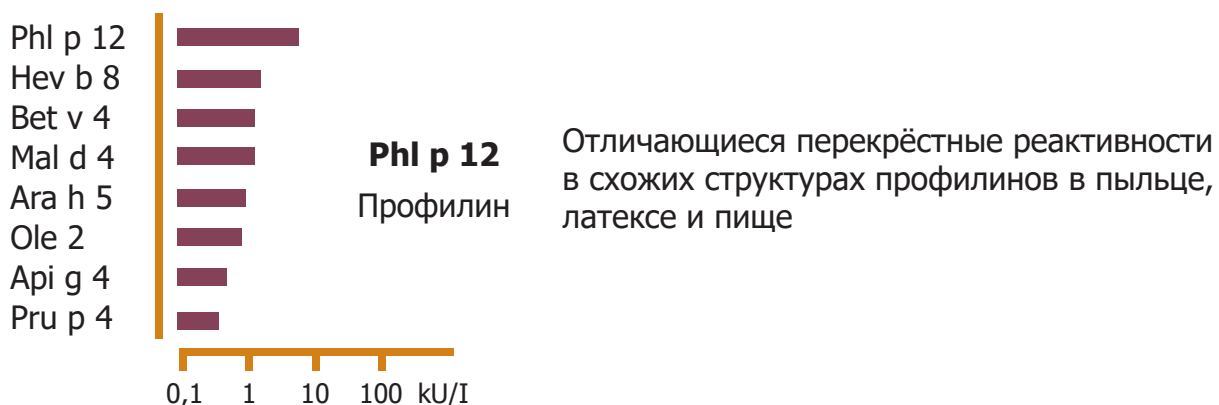 Phl p 12
Hev b 8
Bet v 4
Mal d 4
Ara h 5
Ole 2
Api g 4
Pru p 4
0,1 1 10 100 kU/I
Phl p 12
Профилин
Отличающиеся перекрёстные реактивности
в схожих структурах профилинов в пыльце,
латексе и пище